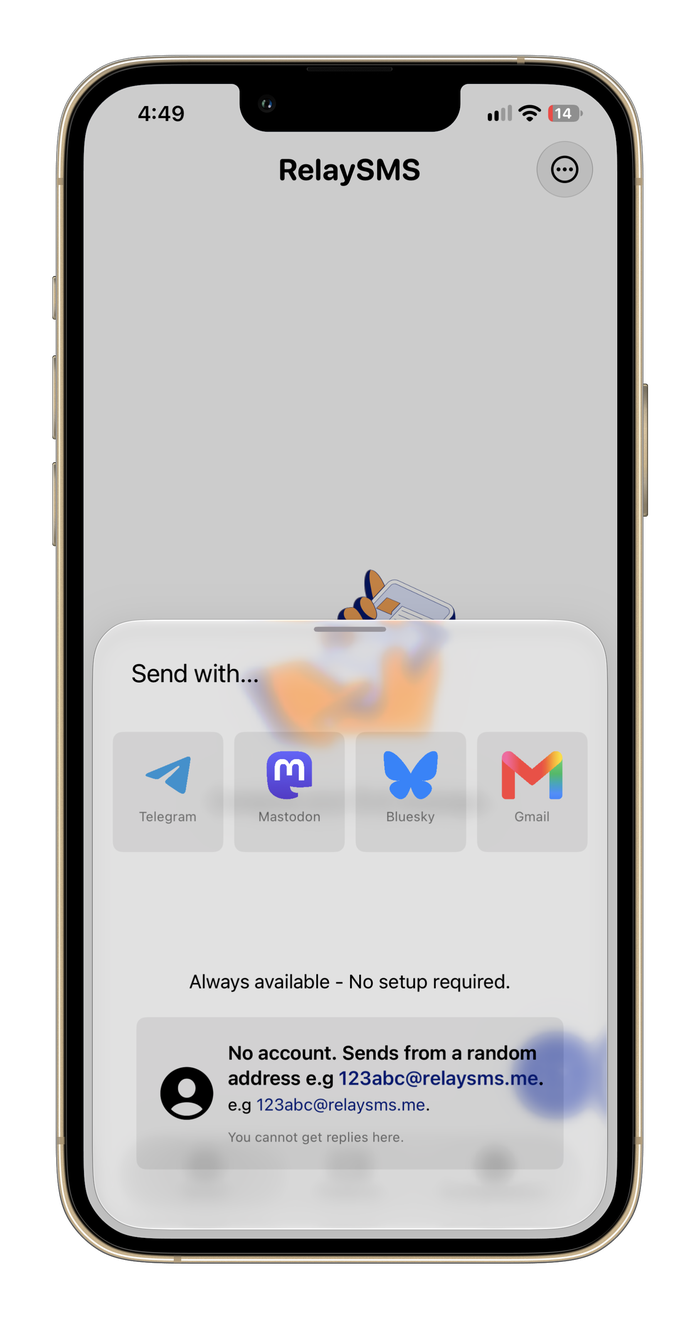 4:49
14
RelaySMS
Send with...
Telegram
Mastodon
Bluesky
Gmail
Always available - No setup required.
No account. Sends from a random
address e.g 123abc@relaysms.me.
e.g 123abc@relaysms.me.
You cannot get replies here.